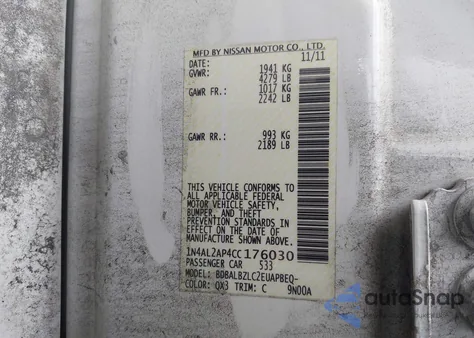 MFD BY NISSAN MOTOR CO., LTD.
DATE: 11/11
GVWR: 1941 KG
4279 LB
GAWR FR.: 1017 KG
2242 LB
GAWR RR.: 993 KG
2189 LB
THIS VEHICLE CONFORMS TO
ALL APPLICABLE FEDERAL
MOTOR VEHICLE SAFETY,
BUMPER, AND THEFT
PREVENTION STANDARDS IN
EFFECT ON THE DATE OF
MANUFACTURE SHOWN ABOVE.
1N4AL2AP4CC176030
PASSENGER CAR 533
MODEL: BDBALBZLC2EUAPBEQ-
COLOR: QX3 TRIM: C 9N00A
autoSnap